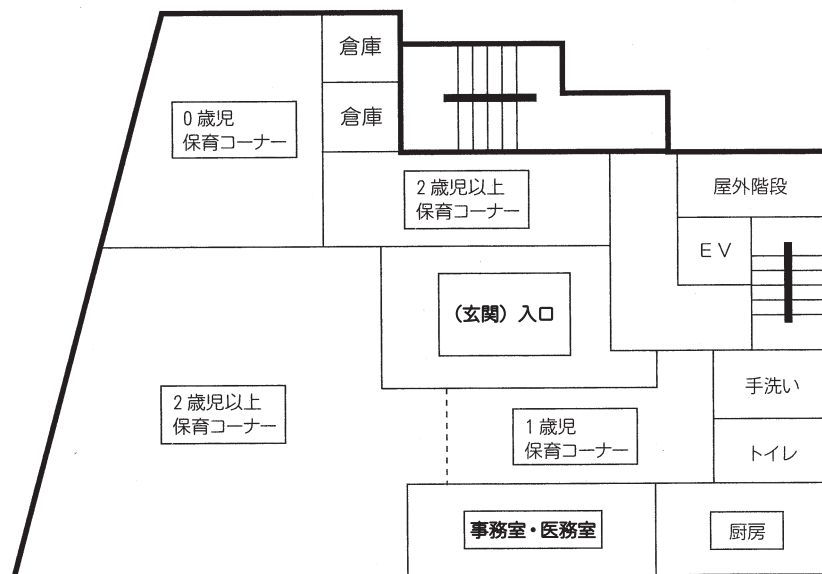 倉庫
倉庫
0歳児
保育コーナー
2歳児以上
保育コーナー
屋外階段
EV
(玄関)入口
2歳児以上
保育コーナー
1歳児
保育コーナー
手洗い
トイレ
事務室・医務室
厨房